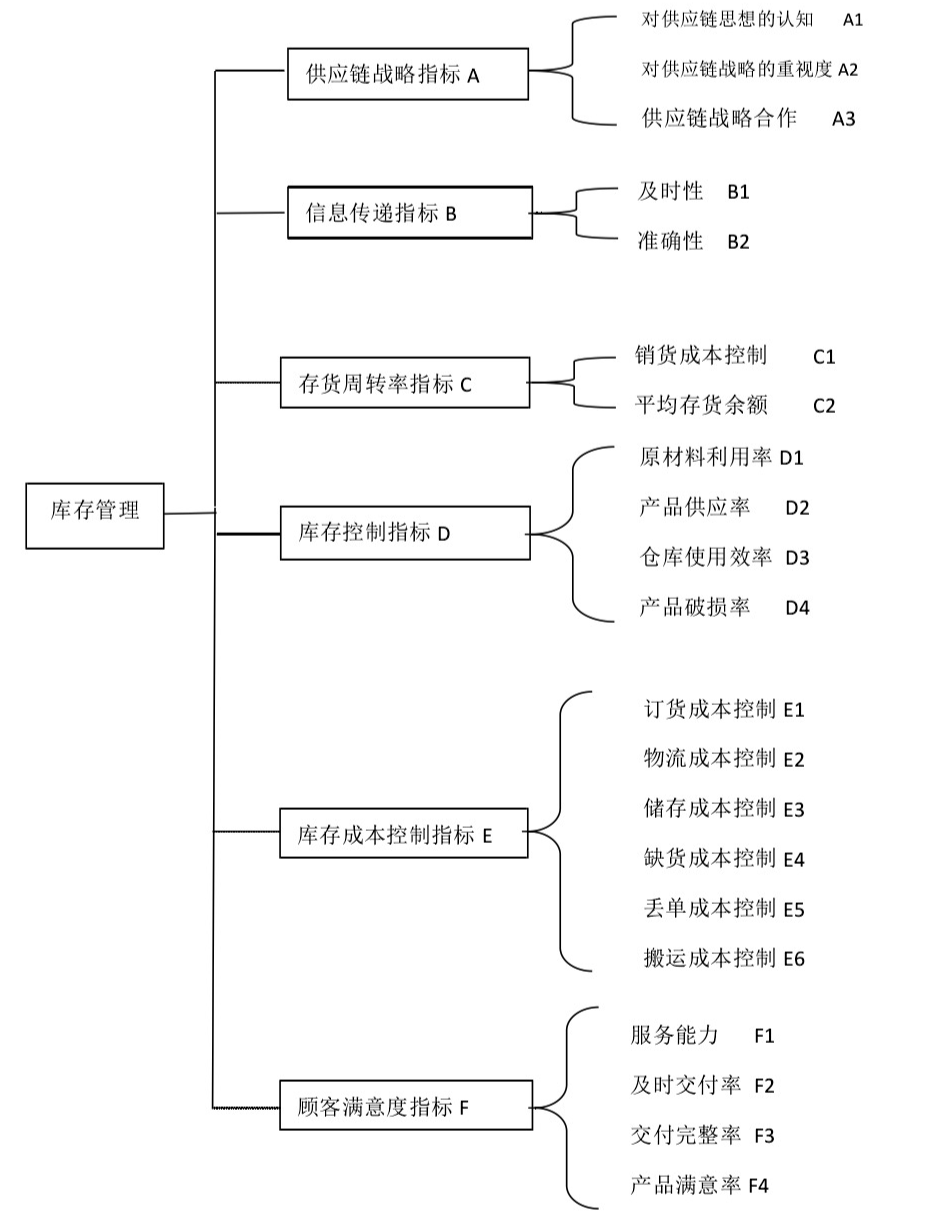 库存管理
供应链战略指标 A
对供应链思想的认知 A1
对供应链战略的重视度 A2
供应链战略合作 A3
信息传递指标 B
及时性 B1
准确性 B2
存货周转率指标 C
销货成本控制 C1
平均存货余额 C2
库存控制指标 D
原材料利用率 D1
产品供应率 D2
仓库使用效率 D3
产品破损率 D4
库存成本控制指标 E
订货成本控制 E1
物流成本控制 E2
储存成本控制 E3
缺货成本控制 E4
丢单成本控制 E5
搬运成本控制 E6
顾客满意度指标 F
服务能力 F1
及时交付率 F2
交付完整率 F3
产品满意率 F4